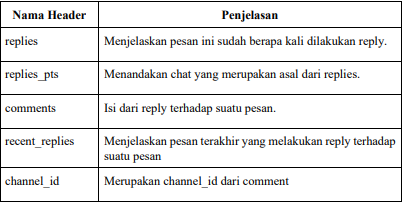 Nama Header Penjelasan
replies Menjelaskan pesan ini sudah berapa kali dilakukan reply.
replies_pts Menandakan chat yang merupakan asal dari replies.
comments Isi dari reply terhadap suatu pesan.
recent_replies Menjelaskan pesan terakhir yang melakukan reply terhadap
suatu pesan
channel_id Merupakan channel_id dari comment